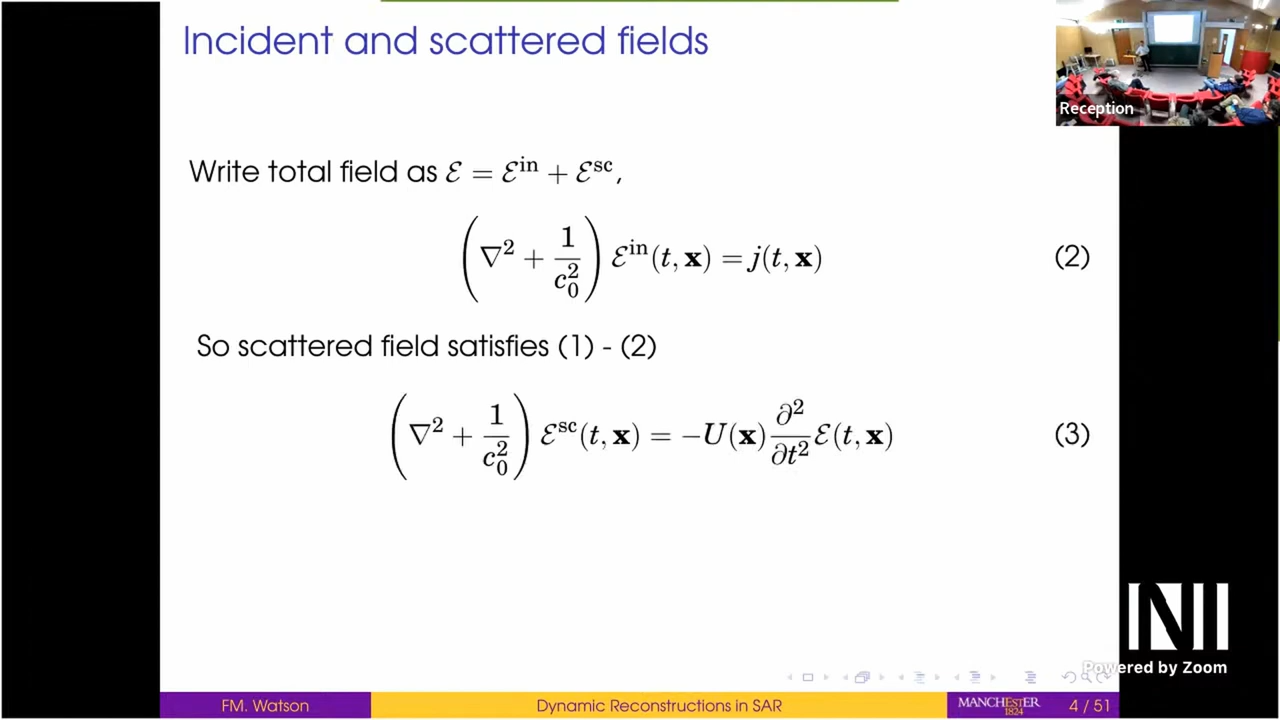 Incident and scattered fields
Reception
Write total field as ℰ = ℰ^in + ℰ^sc,
(∇² + 1/c₀²) ℰ^in(t, x) = j(t, x) (2)
So scattered field satisfies (1) - (2)
(∇² + 1/c₀²) ℰ^sc(t, x) = −U(x) ∂²/∂t² ℰ(t, x) (3)
NI
Powered by Zoom
FM. Watson Dynamic Reconstructions in SAR MANCHESTER 1824 4 / 51